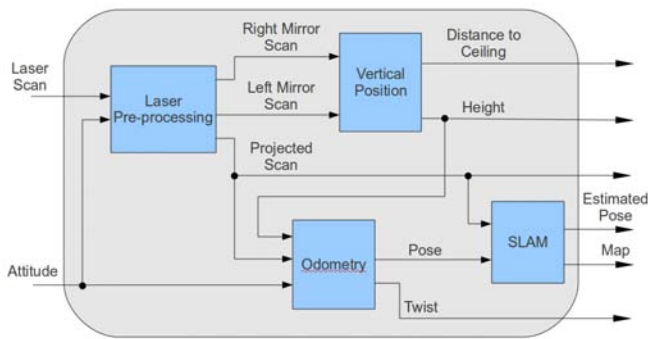 Right Mirror
Scan
Distance to
Ceiling
Laser
Scan
Laser
Pre-processing
Left Mirror
Scan
Vertical
Position
Height
Projected
Scan
Estimated
Pose
SLAM
Pose
Map
Attitude
Odometry
Twist